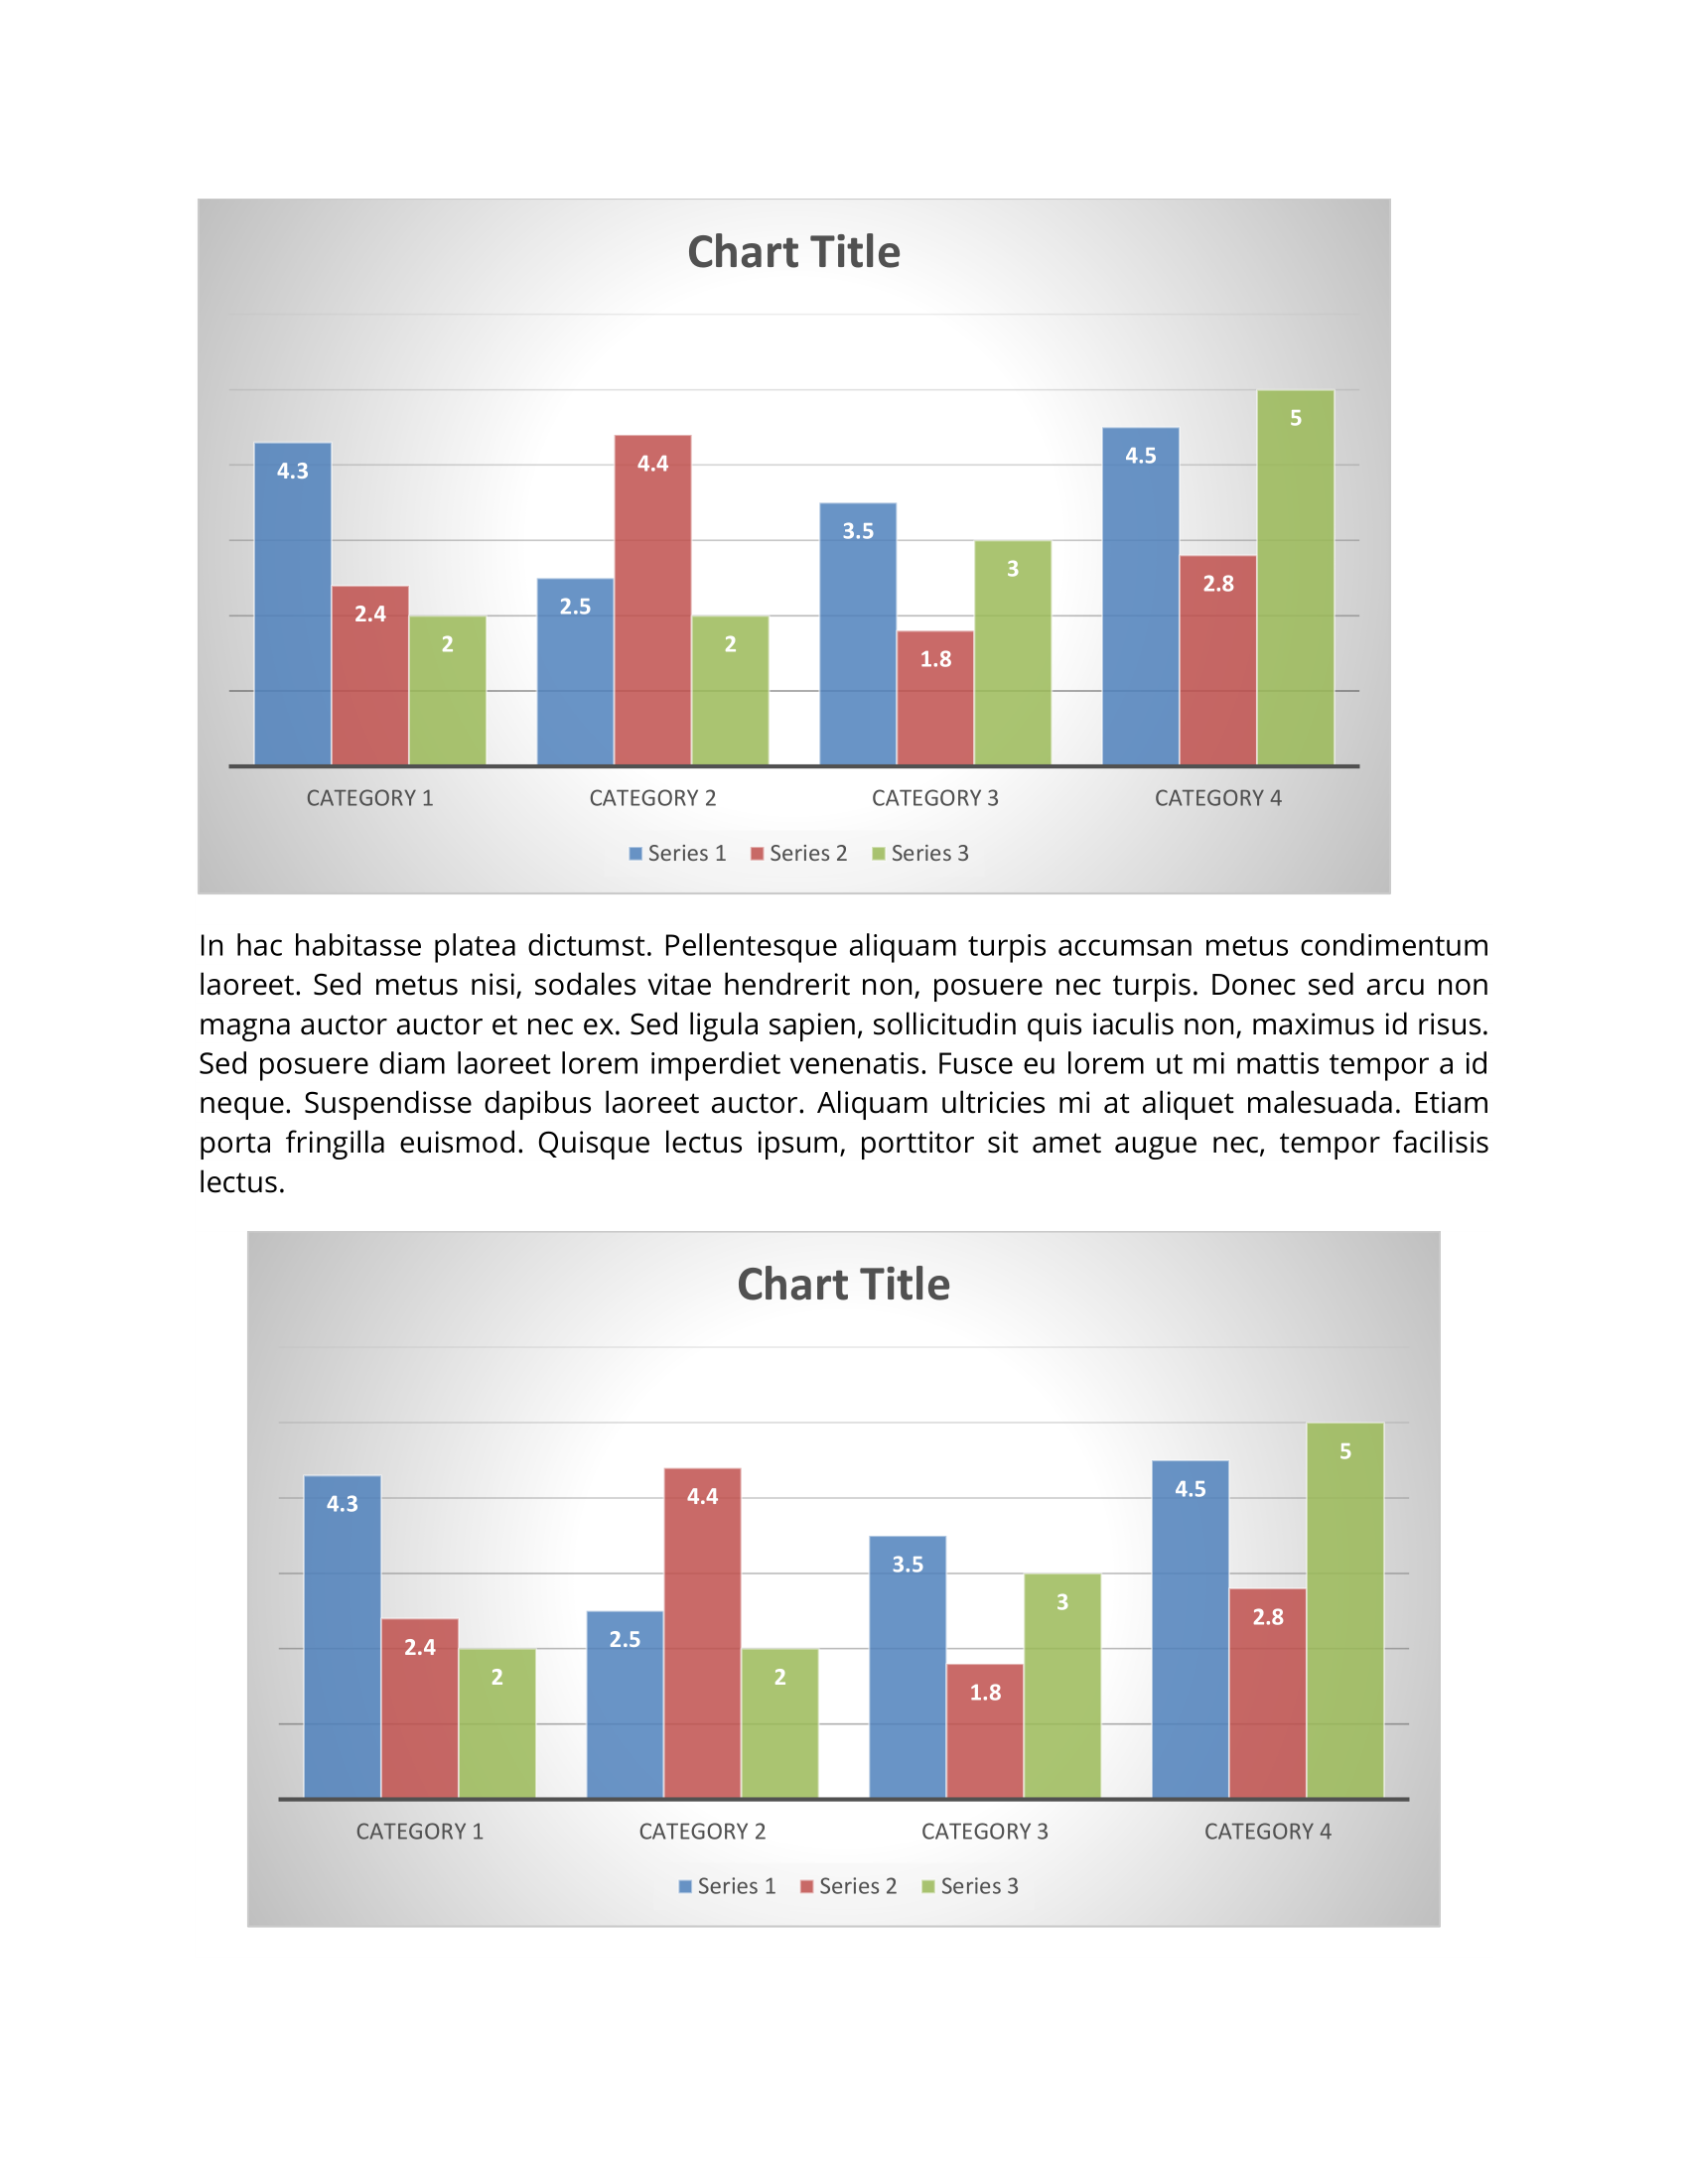 Chart Title
4.3
2.4
2
2.5
4.4
2
3.5
1.8
3
4.5
2.8
5
CATEGORY 1 CATEGORY 2 CATEGORY 3 CATEGORY 4
Series 1 Series 2 Series 3
In hac habitasse platea dictumst. Pellentesque aliquam turpis accumsan metus condimentum
laoreet. Sed metus nisi, sodales vitae hendrerit non, posuere nec turpis. Donec sed arcu non
magna auctor auctor et nec ex. Sed ligula sapien, sollicitudin quis iaculis non, maximus id risus.
Sed posuere diam laoreet lorem imperdiet venenatis. Fusce eu lorem ut mi mattis tempor a id
neque. Suspendisse dapibus laoreet auctor. Aliquam ultricies mi at aliquet malesuada. Etiam
porta fringilla euismod. Quisque lectus ipsum, porttitor sit amet augue nec, tempor facilisis
lectus.
Chart Title
4.3
2.4
2
2.5
4.4
2
3.5
1.8
3
4.5
2.8
5
CATEGORY 1 CATEGORY 2 CATEGORY 3 CATEGORY 4
Series 1 Series 2 Series 3